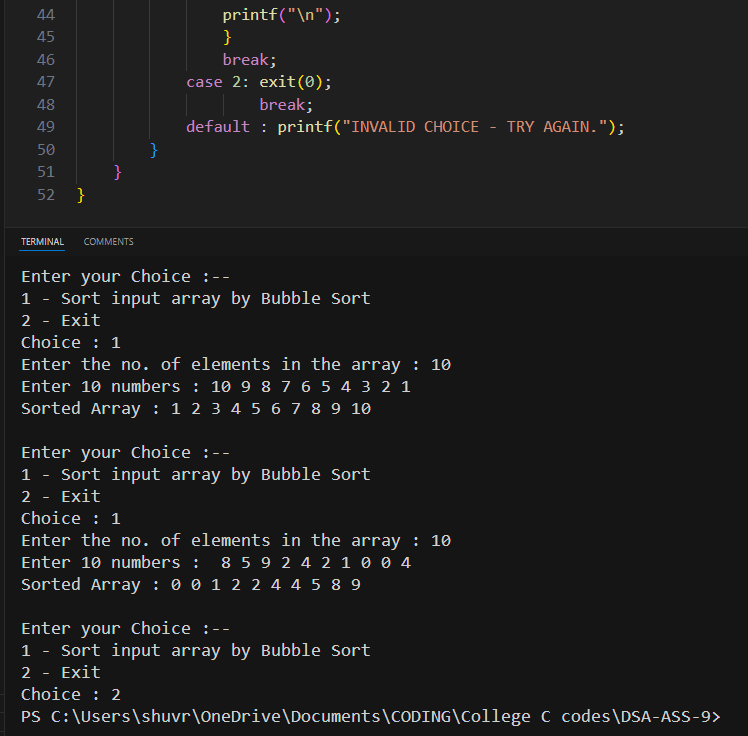 44 printf("\n");
45 }
46 break;
47 case 2: exit(0);
48 break;
49 default : printf("INVALID CHOICE - TRY AGAIN.");
50 }
51 }
52 }
TERMINAL COMMENTS
Enter your Choice :--
1 - Sort input array by Bubble Sort
2 - Exit
Choice : 1
Enter the no. of elements in the array : 10
Enter 10 numbers : 10 9 8 7 6 5 4 3 2 1
Sorted Array : 1 2 3 4 5 6 7 8 9 10
Enter your Choice :--
1 - Sort input array by Bubble Sort
2 - Exit
Choice : 1
Enter the no. of elements in the array : 10
Enter 10 numbers :  8 5 9 2 4 2 1 0 0 4
Sorted Array : 0 0 1 2 2 4 4 5 8 9
Enter your Choice :--
1 - Sort input array by Bubble Sort
2 - Exit
Choice : 2
PS C:\Users\shuvr\OneDrive\Documents\CODING\College C codes\DSA-ASS-9>